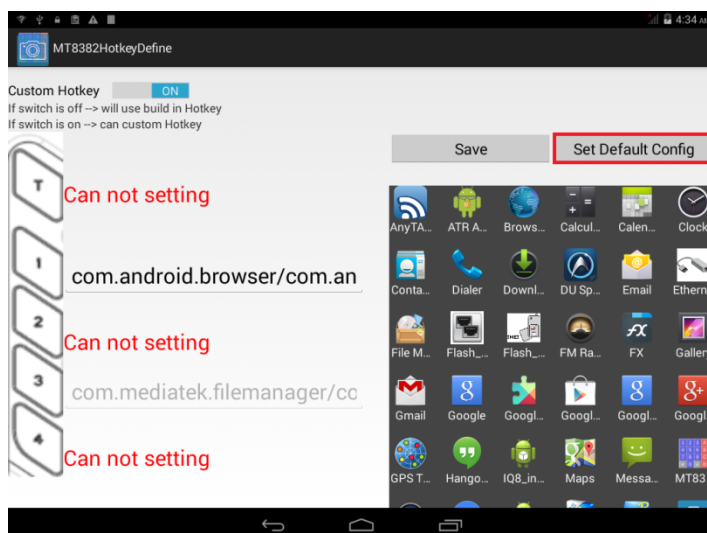 4:34 AM
MT8382HotkeyDefine
Custom Hotkey ON
If switch is off --> will use build in Hotkey
If switch is on --> can custom Hotkey
Save Set Default Config
T Can not setting
1 com.android.browser/com.an
2 Can not setting
3 com.mediatek.filemanager/cc
4 Can not setting
AnyTA... ATR A... Brows... Calcul... Calen... Clock
Conta... Dialer Downl... DU Sp... Email Ethern
File M... Flash_... Flash_... FM Ra... FX Galler
Gmail Google Googl... Googl... Googl... Googl
GPS T... Hango... IQ8_in... Maps Messa... MT83.